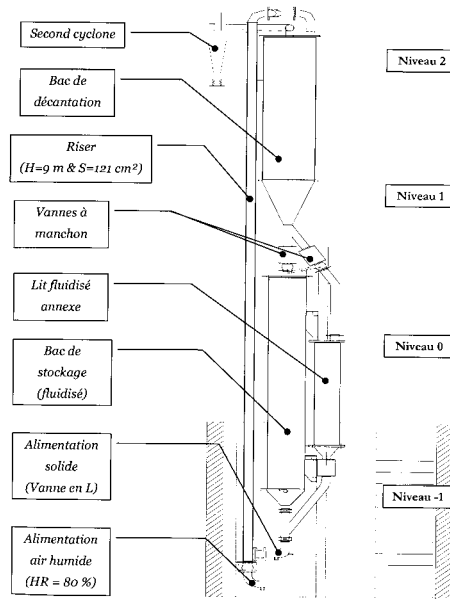 Second cyclone
Niveau 2
Bac de
décantation
Riser
(H=9 m & S=121 cm²)
Niveau 1
Vannes à
manchon
Lit fluidisé
annexe
Niveau 0
Bac de
stockage
(fluidisé)
Alimentation
solide
(Vanne en L)
Niveau -1
Alimentation
air humide
(HR = 80 %)